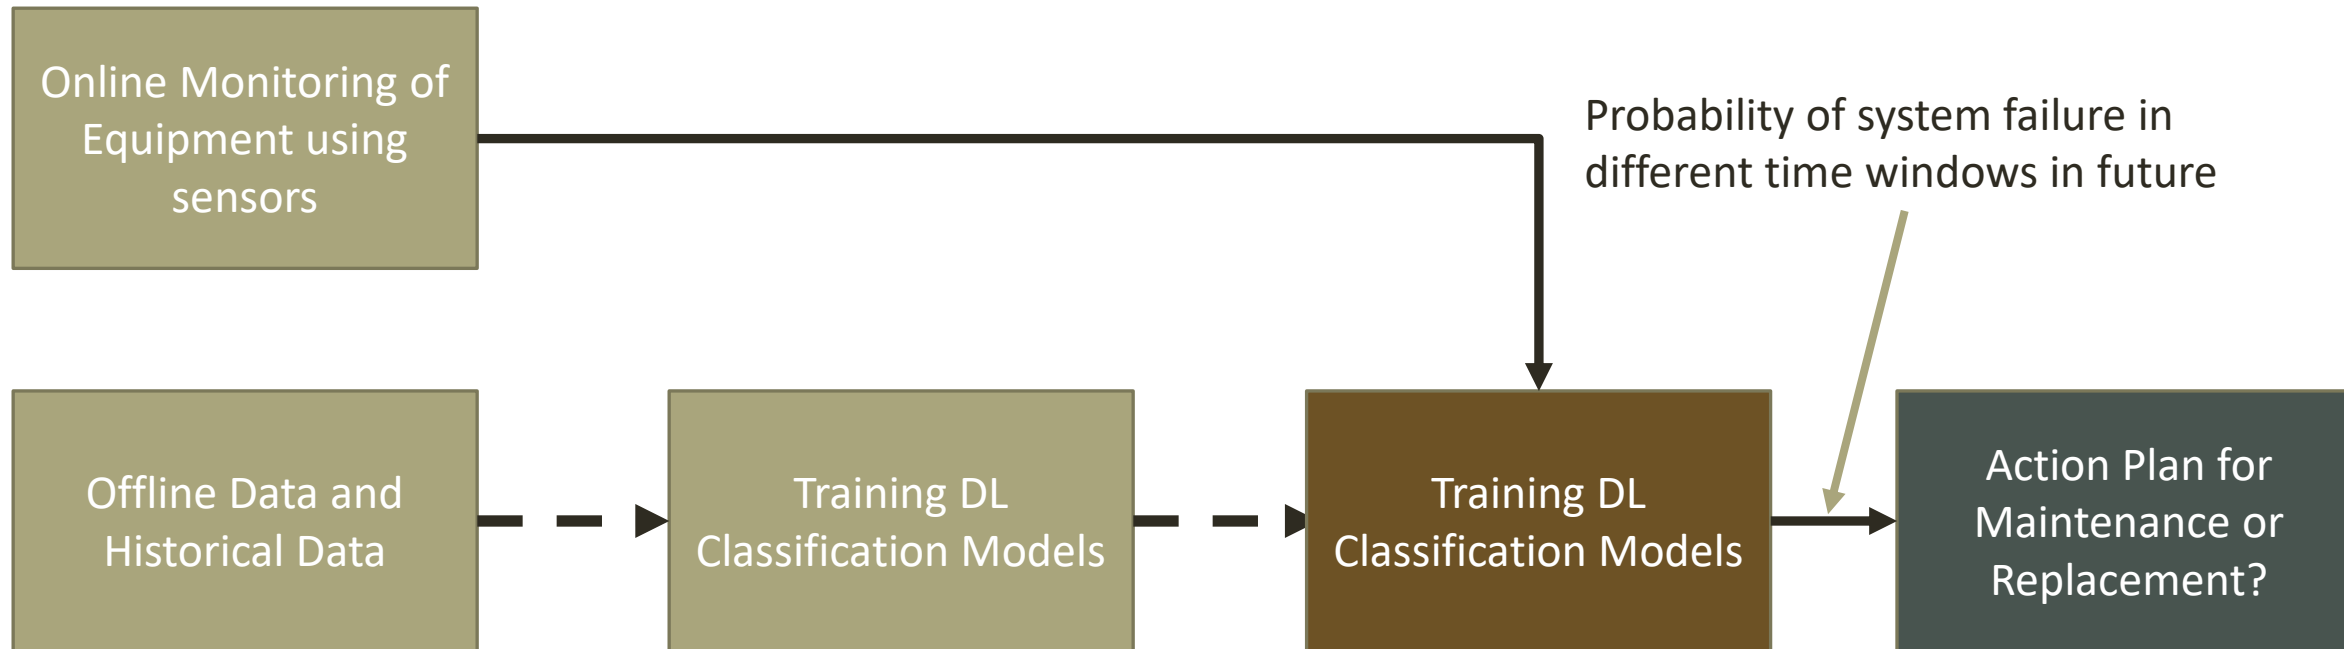 Online Monitoring of
Equipment using
sensors
Probability of system failure in
different time windows in future
Offline Data and
Historical Data
Training DL
Classification Models
Training DL
Classification Models
Action Plan for
Maintenance or
Replacement?